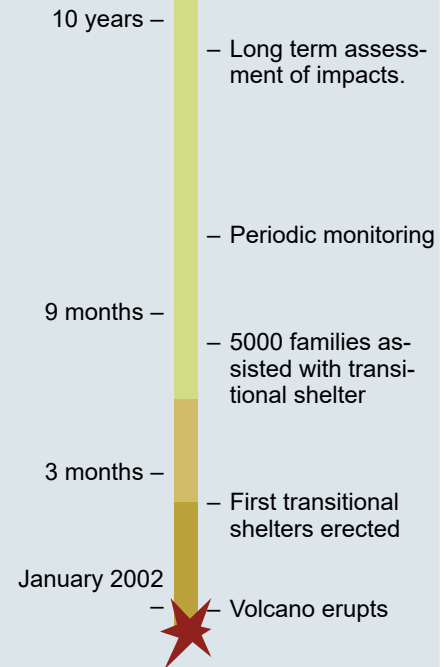 10 years –
– Long term assess-
ment of impacts.
– Periodic monitoring
9 months –
– 5000 families as-
sisted with transi-
tional shelter
3 months –
– First transitional
shelters erected
January 2002
–
– Volcano erupts